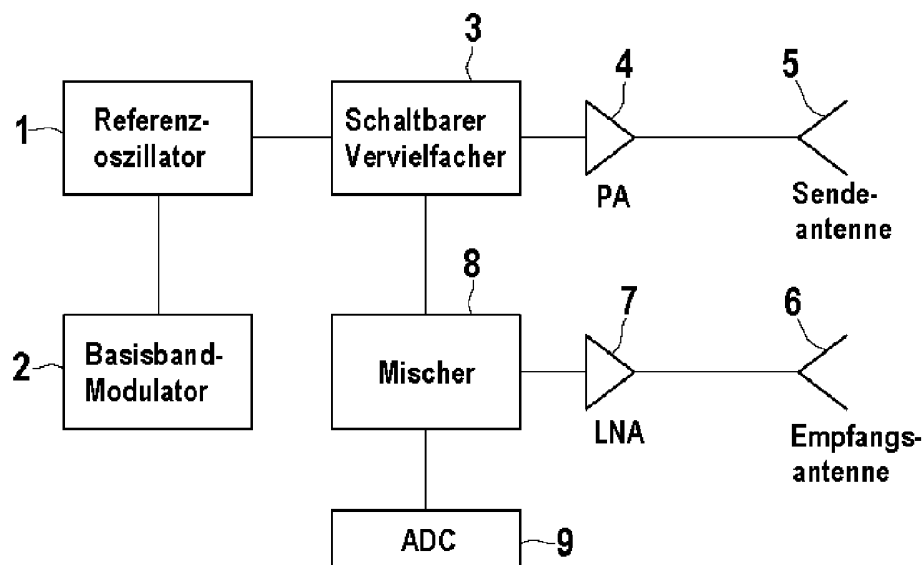 3
4
5
1
Referenz-
oszillator
Schaltbarer
Vervielfacher
PA
Sende-
antenne
8
7
6
2
Basisband-
Modulator
Mischer
LNA
Empfangs-
antenne
ADC
9